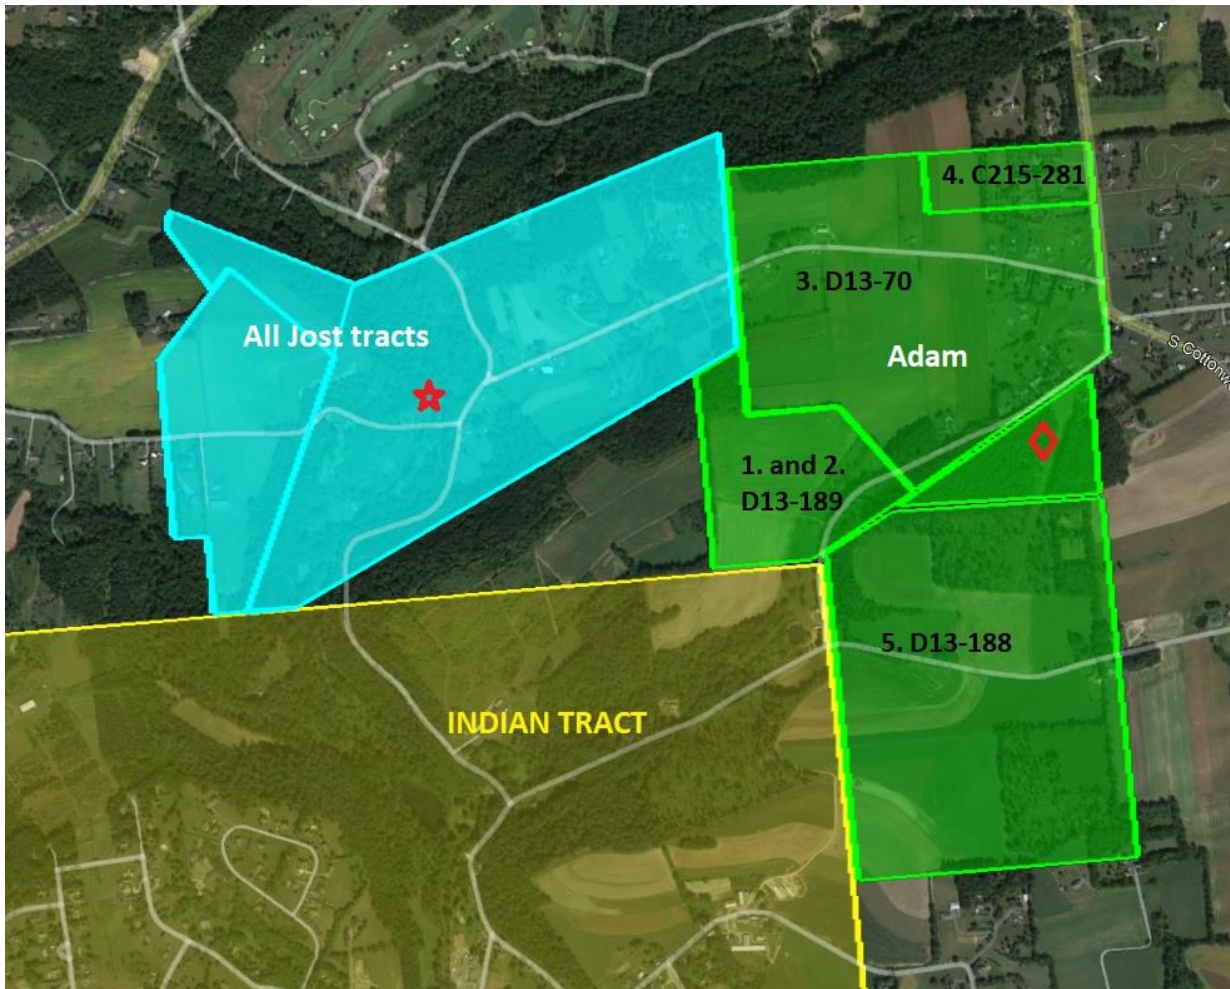 4. C215-281
3. D13-70
All Jost tracts
Adam
S Cottonw
1. and 2.
D13-189
5. D13-188
INDIAN TRACT